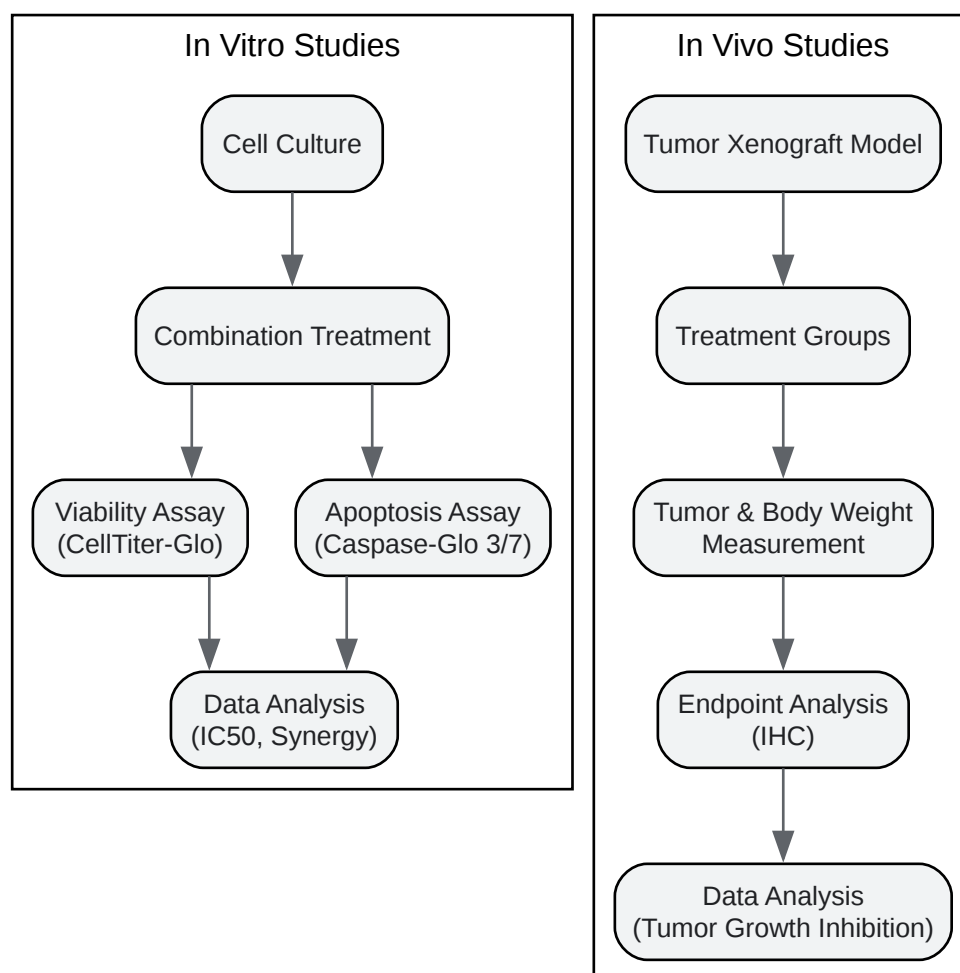 In Vitro Studies
Cell Culture
Combination Treatment
Viability Assay
(CellTiter-Glo)
Apoptosis Assay
(Caspase-Glo 3/7)
Data Analysis
(IC50, Synergy)
In Vivo Studies
Tumor Xenograft Model
Treatment Groups
Tumor & Body Weight
Measurement
Endpoint Analysis
(IHC)
Data Analysis
(Tumor Growth Inhibition)